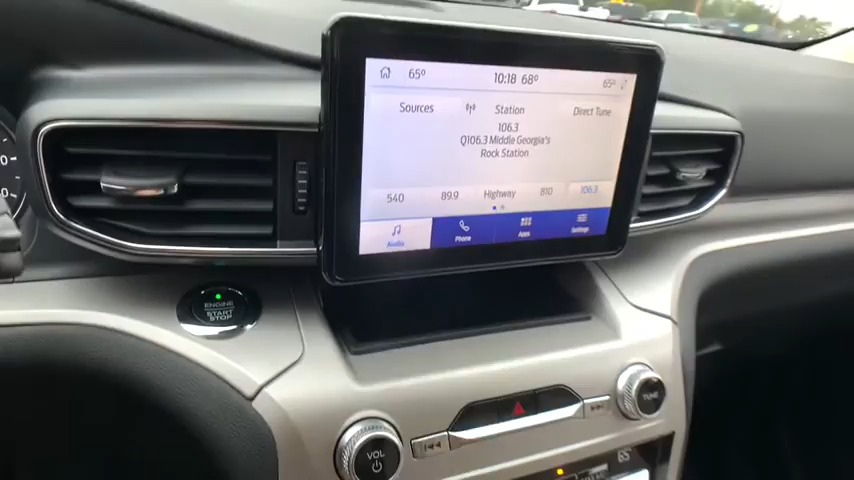 65° 10:18 68° 65°
Sources Station Direct Tune
106.3
Q106.3 Middle Georgia's
Rock Station
540 89.9 Highway 810 106.3
Audio Phone Apps Settings
ENGINE
START
STOP
TUNE
VOL
65